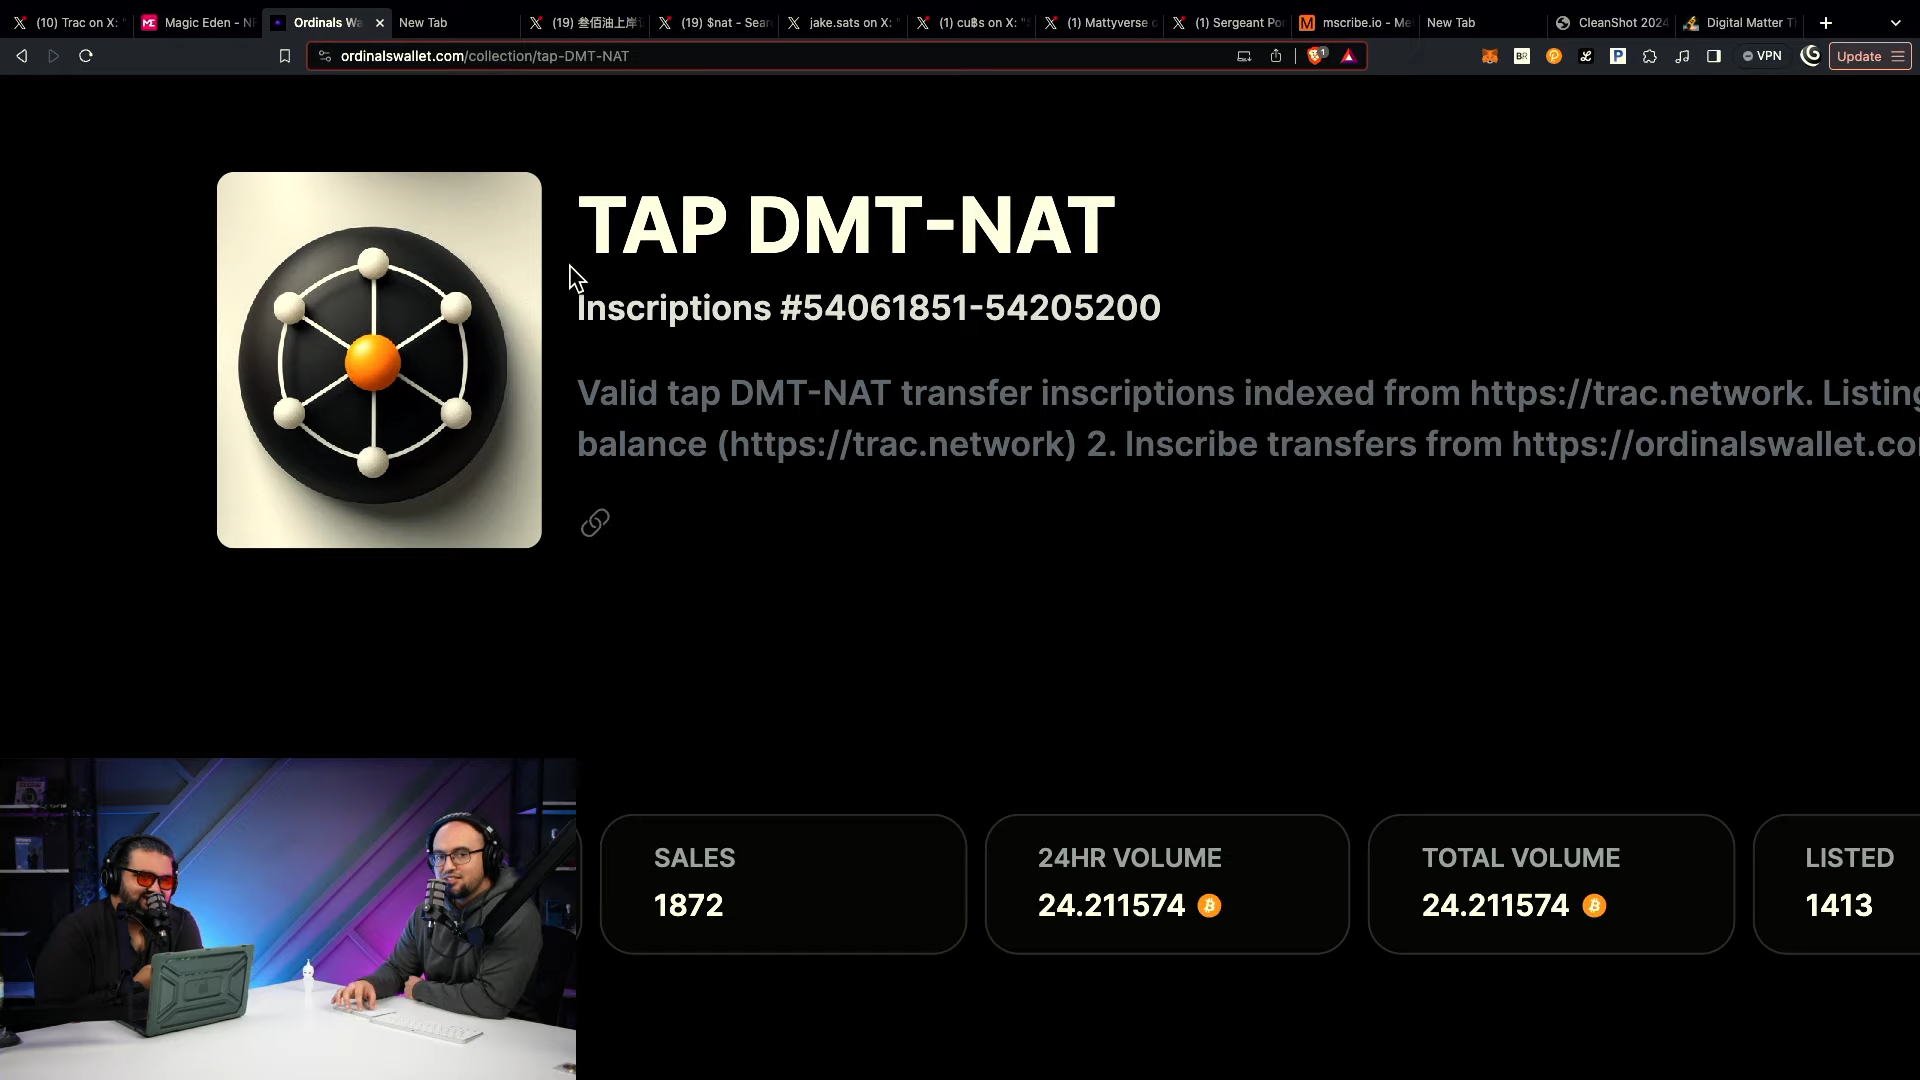 (10) Trac on X: "
Magic Eden - NF
Ordinals Wa
New Tab
(19) 叁佰油上岸
(19) $nat - Sear
jake.sats on X: "
(1) cu฿s on X: "
(1) Mattyverse o
(1) Sergeant Po
mscribe.io - Me
New Tab
CleanShot 2024
Digital Matter T
ordinalswallet.com/collection/tap-DMT-NAT
1
BR
VPN
Update
TAP DMT-NAT
Inscriptions #54061851-54205200
Valid tap DMT-NAT transfer inscriptions indexed from https://trac.network. Listing
balance (https://trac.network) 2. Inscribe transfers from https://ordinalswallet.co
SALES
1872
24HR VOLUME
24.211574
TOTAL VOLUME
24.211574
LISTED
1413